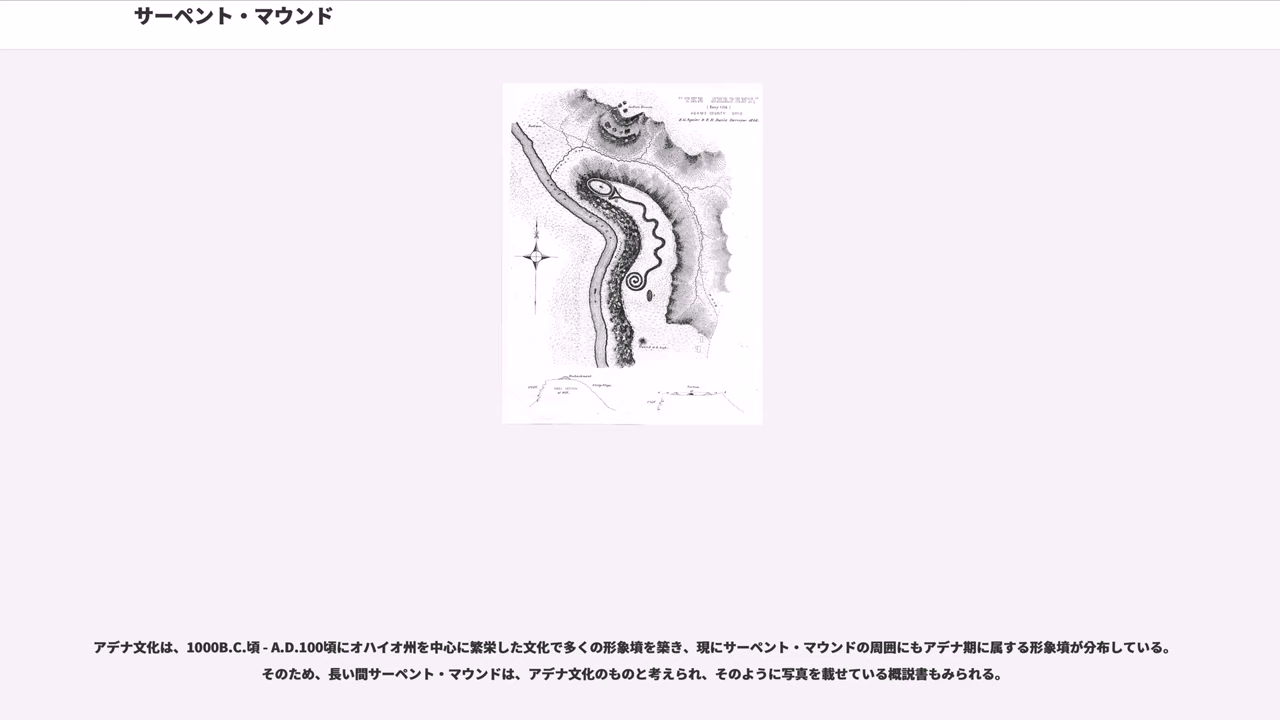 サーペント・マウンド
"THE SERPENT,"
ADAMS COUNTY OHIO.
アデナ文化は、1000B.C.頃 - A.D.100頃にオハイオ州を中心に繁栄した文化で多くの形象墳を築き、現にサーペント・マウンドの周囲にもアデナ期に属する形象墳が分布している。
そのため、長い間サーペント・マウンドは、アデナ文化のものと考えられ、そのように写真を載せている概説書もみられる。